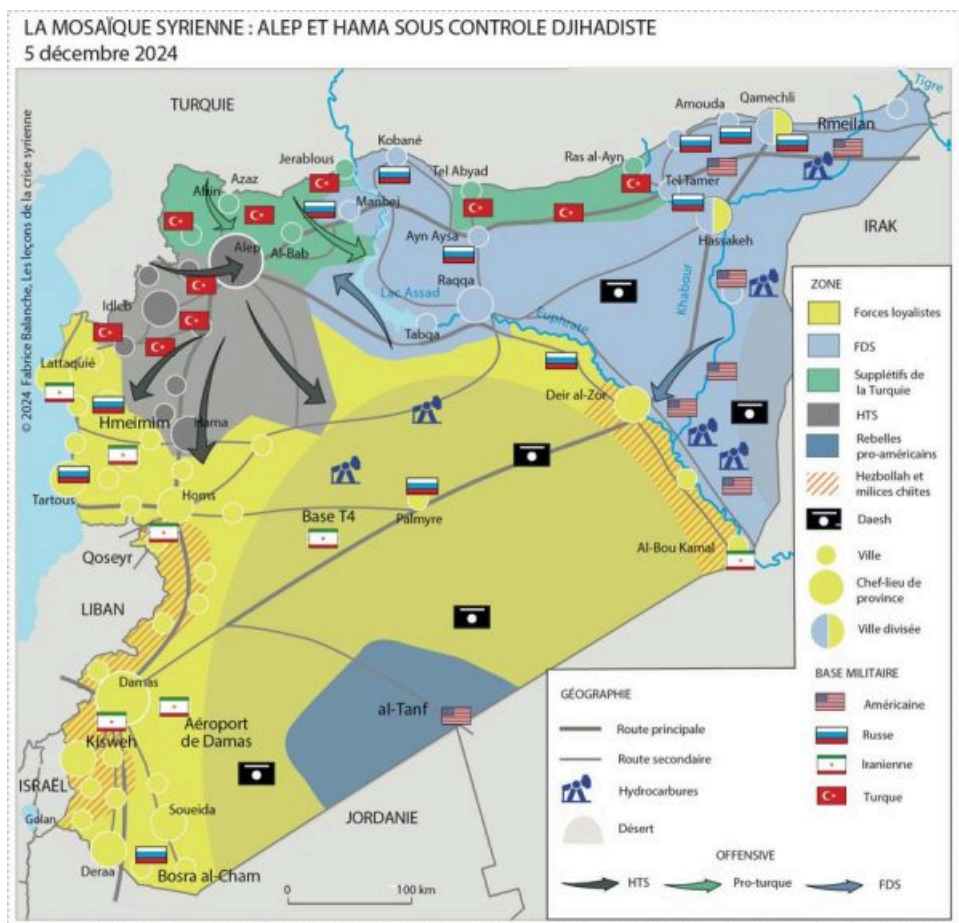 LA MOSAÏQUE SYRIENNE : ALEP ET HAMA SOUS CONTROLE DJIHADISTE
5 décembre 2024
© 2024 Fabrice Balanche, Les leçons de la crise syrienne
TURQUIE
Tigre
Qamechli
Amouda
Rmeilan
Kobané
Jerablous
Tel Abyad
Ras al-Ayn
Azaz
Afrin
Tel Tamer
Manbej
Al-Bab
Alep
Ayn Aysa
Hassakeh
IRAK
Raqqa
Lac Assad
Khabour
Idleb
Euphrate
Tabqa
Lattaquié
Deir al-Zor
Hmeimim
Hama
Tartous
Homs
Palmyre
Base T4
Qoseyr
Al-Bou Kamal
LIBAN
Damas
al-Tanf
Aéroport
de Damas
Kisweh
ISRAËL
Golan
Soueida
JORDANIE
Deraa
Bosra al-Cham
0
100 km
ZONE
Forces loyalistes
FDS
Supplétifs de
la Turquie
HTS
Rebelles
pro-américains
Hezbollah et
milices chiites
Daesh
Ville
Chef-lieu de
province
Ville divisée
BASE MILITAIRE
Américaine
Russe
Iranienne
Turque
GÉOGRAPHIE
Route principale
Route secondaire
Hydrocarbures
Désert
OFFENSIVE
HTS
Pro-turque
FDS